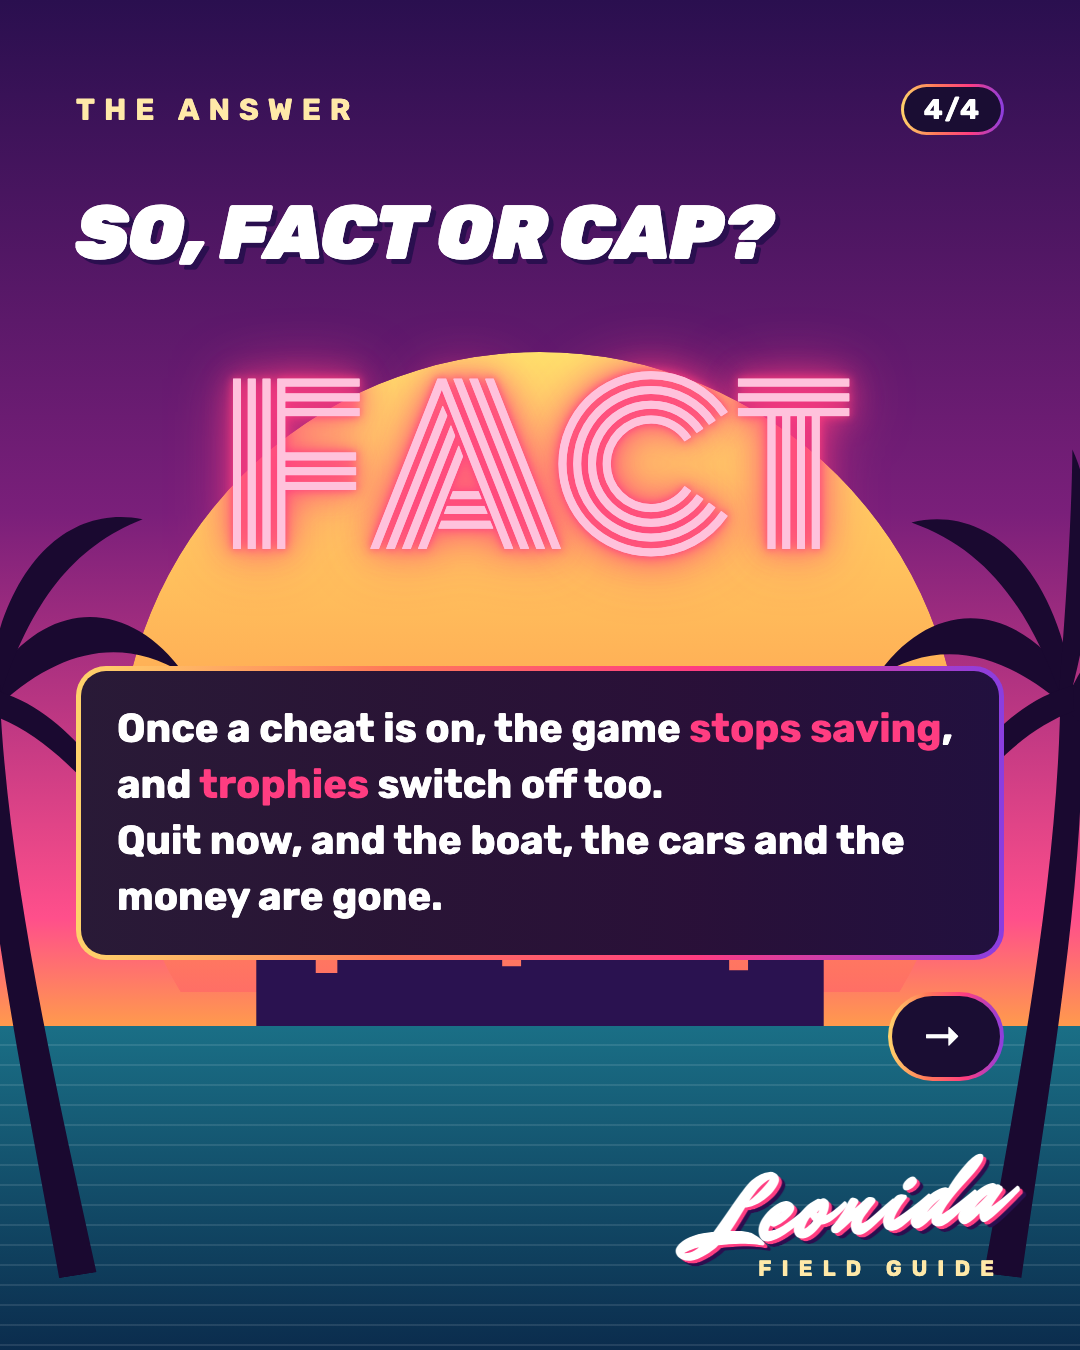 THE ANSWER
4/4
SO, FACT OR CAP?
FACT
Once a cheat is on, the game stops saving,
and trophies switch off too.
Quit now, and the boat, the cars and the
money are gone.
→
Leonida
FIELD GUIDE